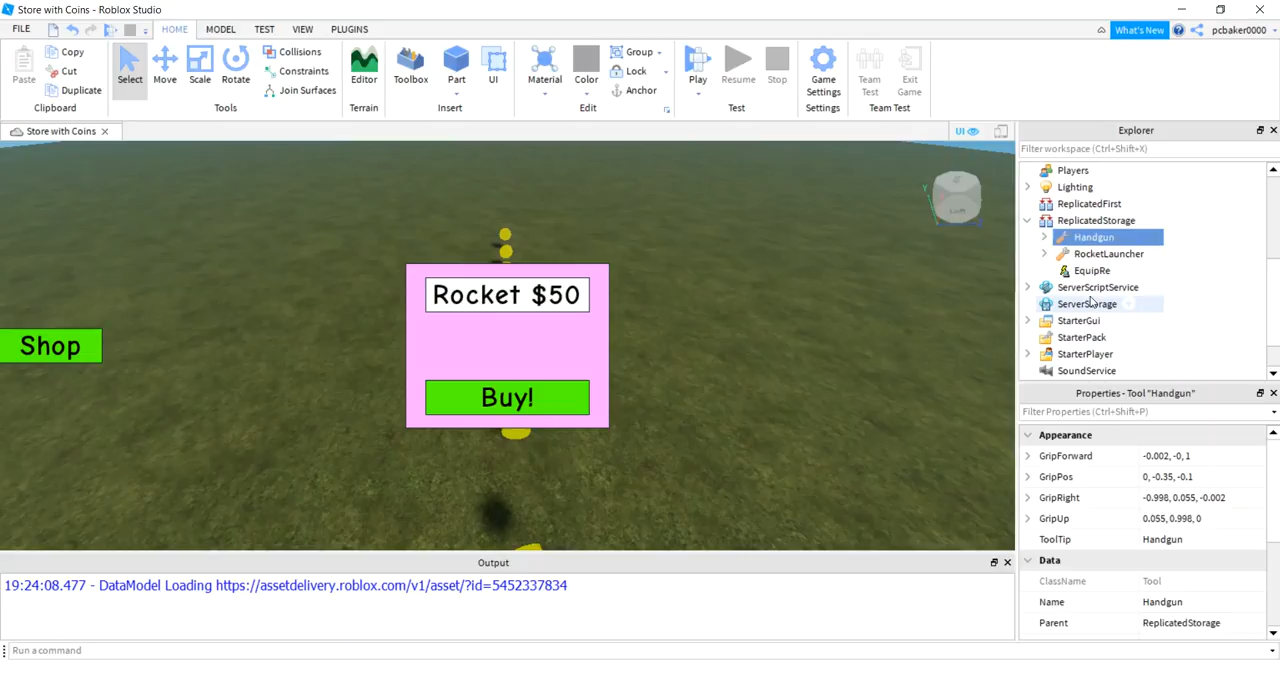 Store with Coins - Roblox Studio
FILE HOME MODEL TEST VIEW PLUGINS What's New pcbaker0000
Paste Copy Cut Duplicate Clipboard
Select Move Scale Rotate Collisions Constraints Join Surfaces Tools
Editor Terrain
Toolbox Part UI Insert
Material Color Group Lock Anchor Edit
Play Resume Stop Test
Game Settings Settings
Team Test Exit Game Team Test
Store with Coins
UI
Rocket $50
Shop
Buy!
Explorer
Filter workspace (Ctrl+Shift+X)
Players
Lighting
ReplicatedFirst
ReplicatedStorage
Handgun
RocketLauncher
EquipRe
ServerScriptService
ServerStorage
StarterGui
StarterPack
StarterPlayer
SoundService
Properties - Tool "Handgun"
Filter Properties (Ctrl+Shift+P)
Appearance
GripForward -0.002, -0, 1
GripPos 0, -0.35, -0.1
GripRight -0.998, 0.055, -0.002
GripUp 0.055, 0.998, 0
ToolTip Handgun
Data
ClassName Tool
Name Handgun
Parent ReplicatedStorage
Output
19:24:08.477 - DataModel Loading https://assetdelivery.roblox.com/v1/asset/?id=5452337834
Run a command